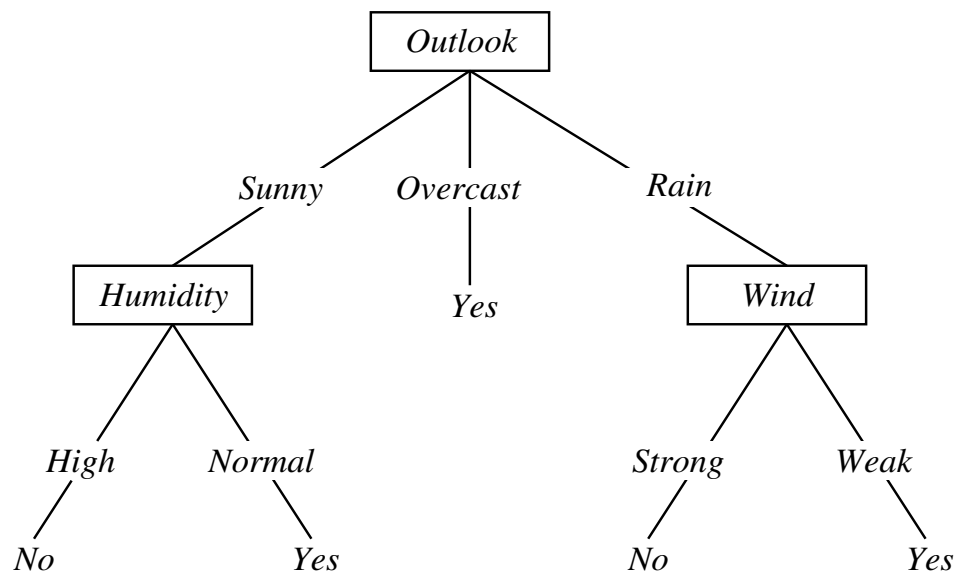 Outlook
Sunny Overcast Rain
Humidity Yes Wind
High Normal Strong Weak
No Yes No Yes